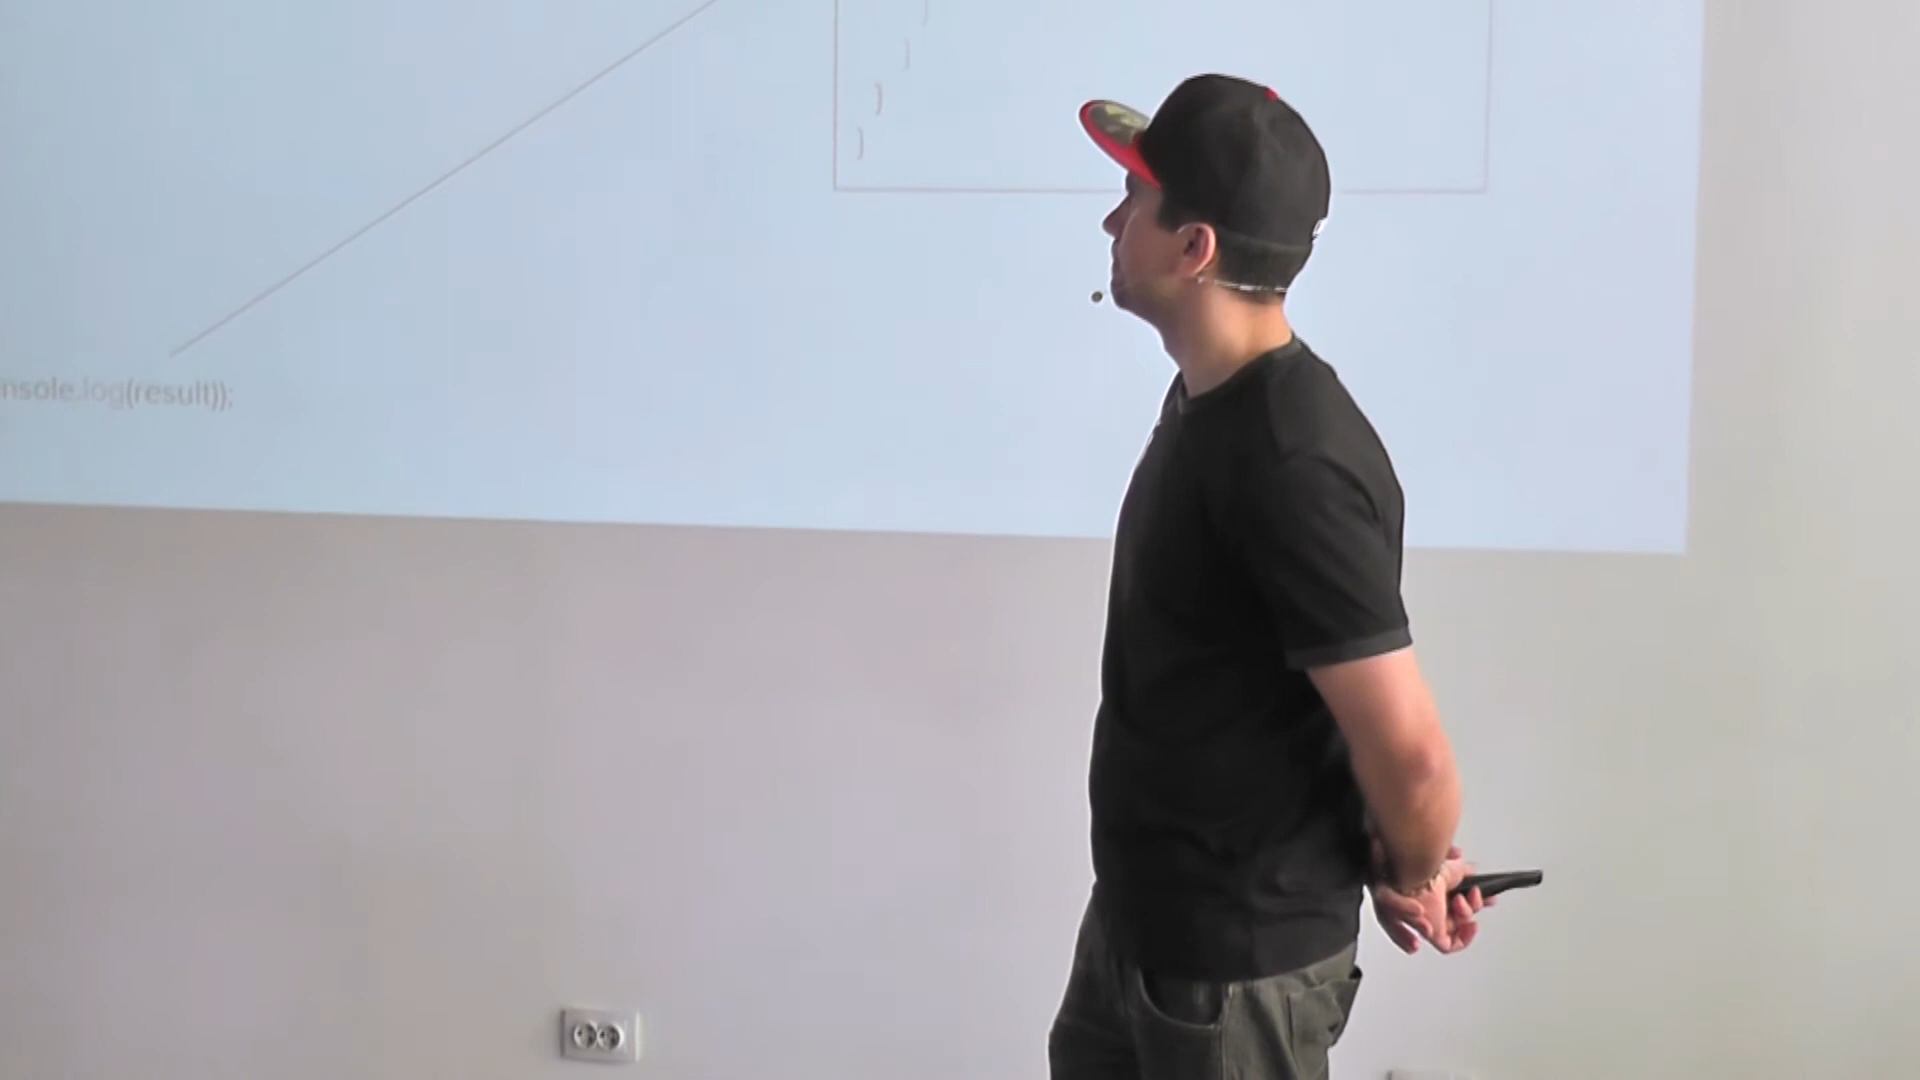 }
}
}
}
nsole.log(result));